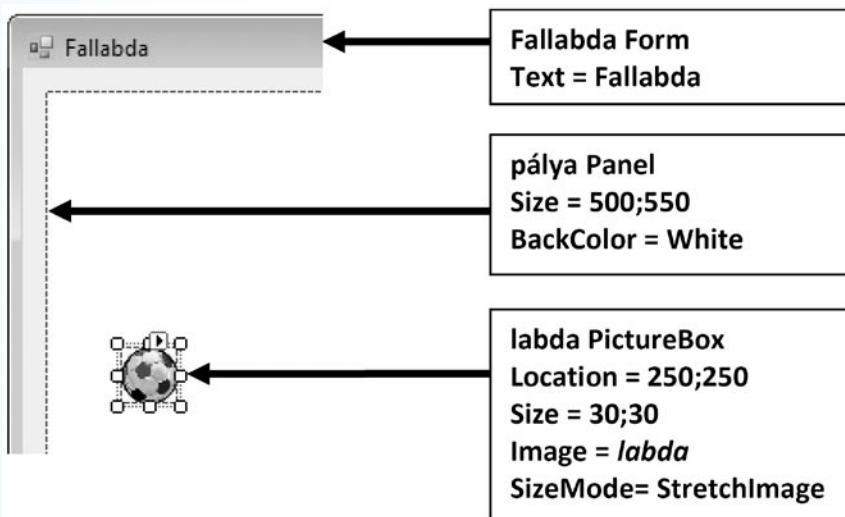 Fallabda
Fallabda Form
Text = Fallabda
pálya Panel
Size = 500;550
BackColor = White
labda PictureBox
Location = 250;250
Size = 30;30
Image = labda
SizeMode= StretchImage